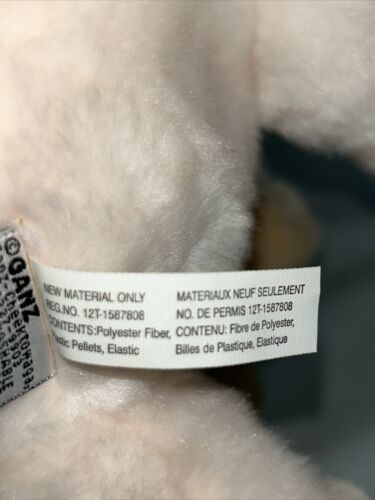 NEW MATERIAL ONLY
REG.NO. 12T-1587808
CONTENTS:Polyester Fiber,
Pellets, Elastic
MATERIAUX NEUF SEULEMENT
NO. DE PERMIS 12T-1587808
CONTENU: Fibre de Polyester,
Billes de Plastique, Elastique
©GANZ